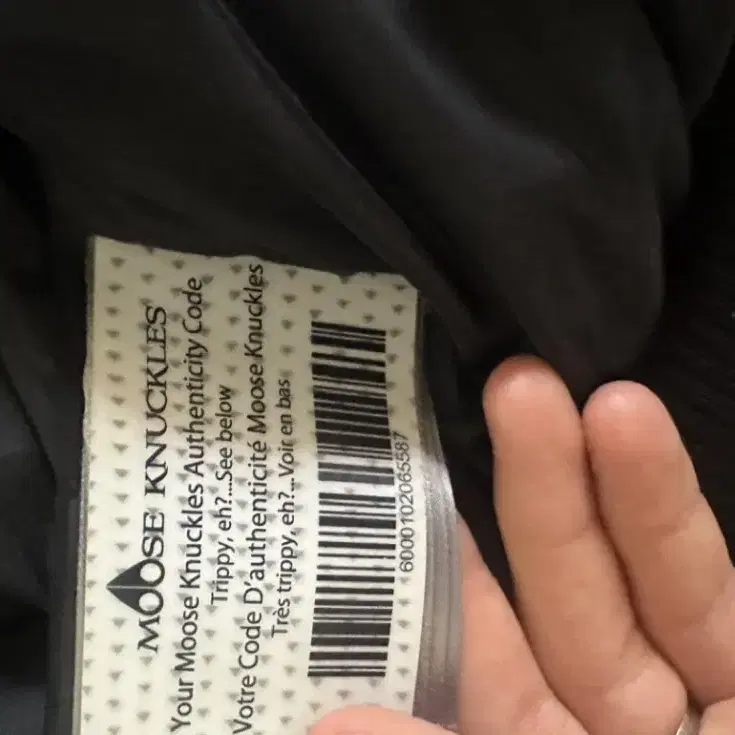 MOOSE KNUCKLES
Your Moose Knuckles Authenticity Code
Trippy, eh?...See below
Votre Code D'authenticité Moose Knuckles
Très trippy, eh?...Voir en bas
6000102065587